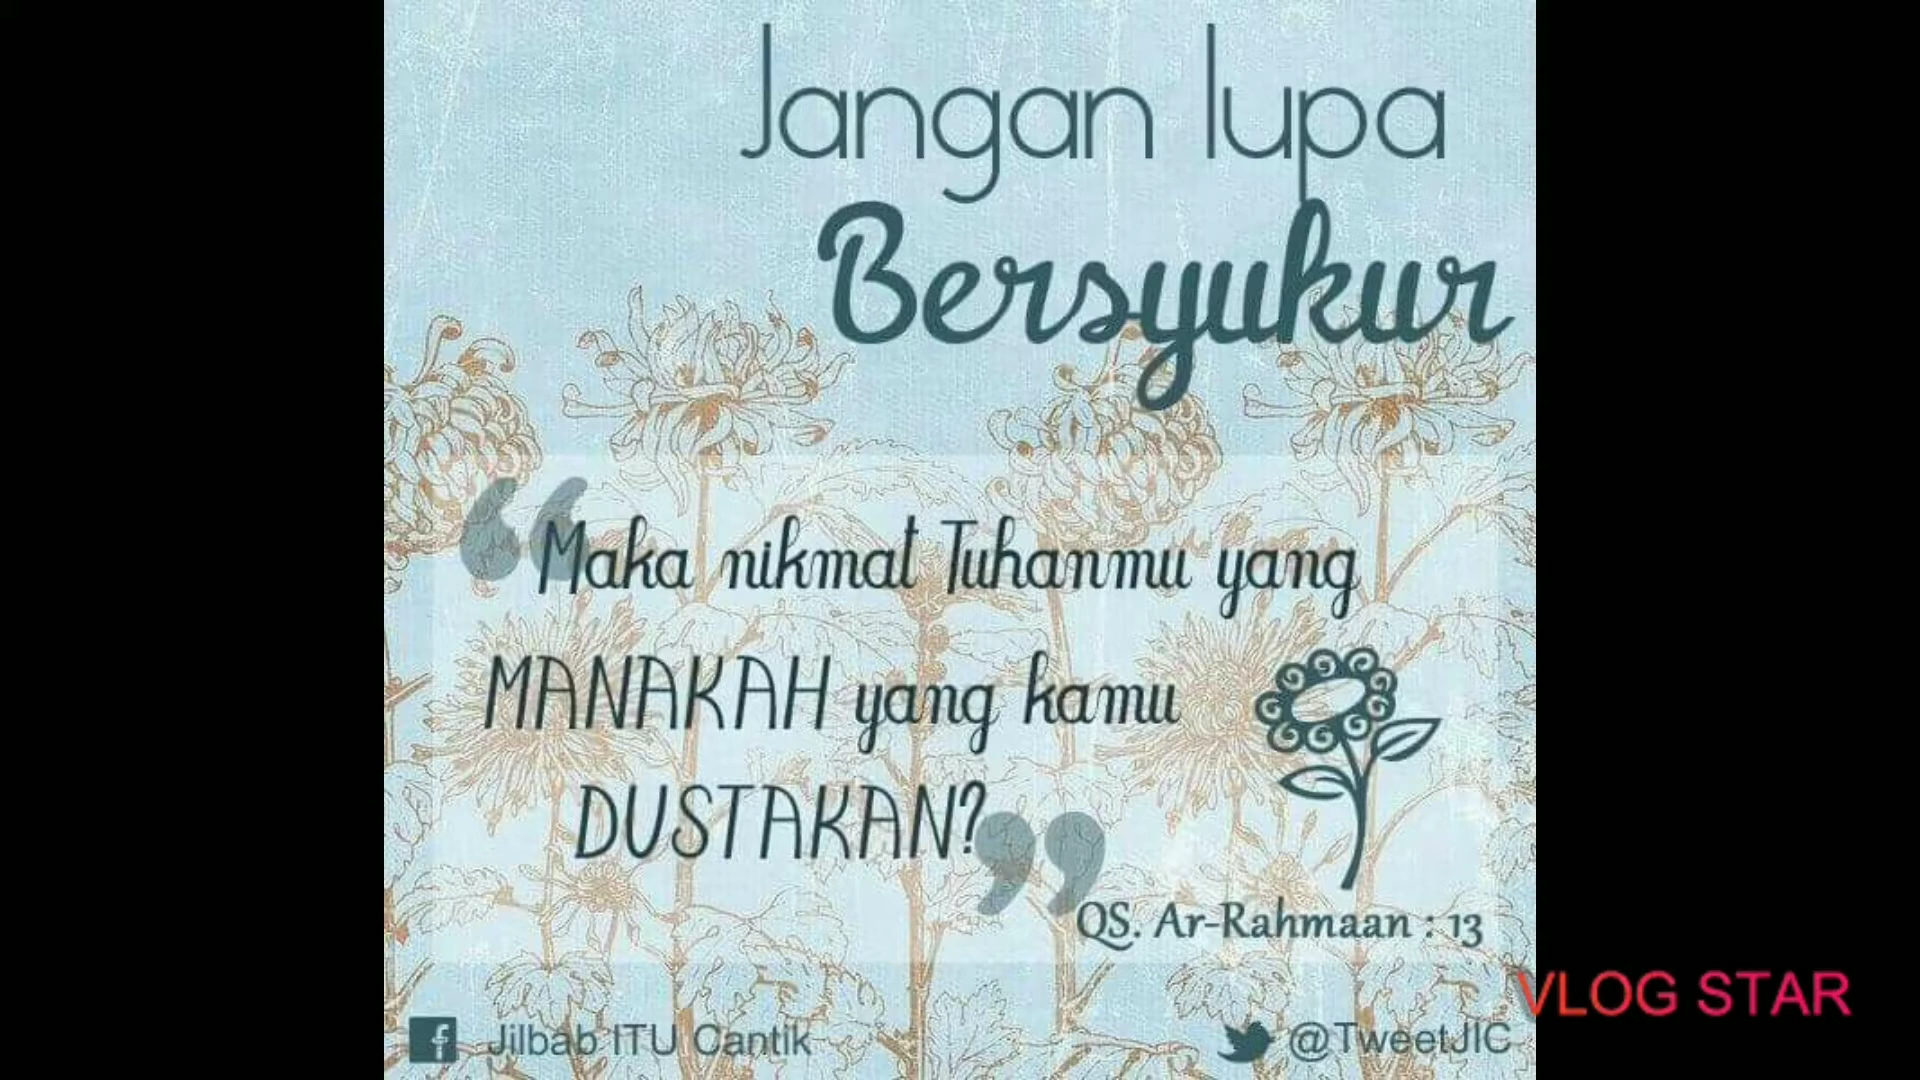 Jangan lupa
Bersyukur
“Maka nikmat Tuhanmu yang
MANAKAH yang kamu
DUSTAKAN?”
QS. Ar-Rahmaan : 13
Jilbab ITU Cantik
@TweetJIC
VLOG STAR